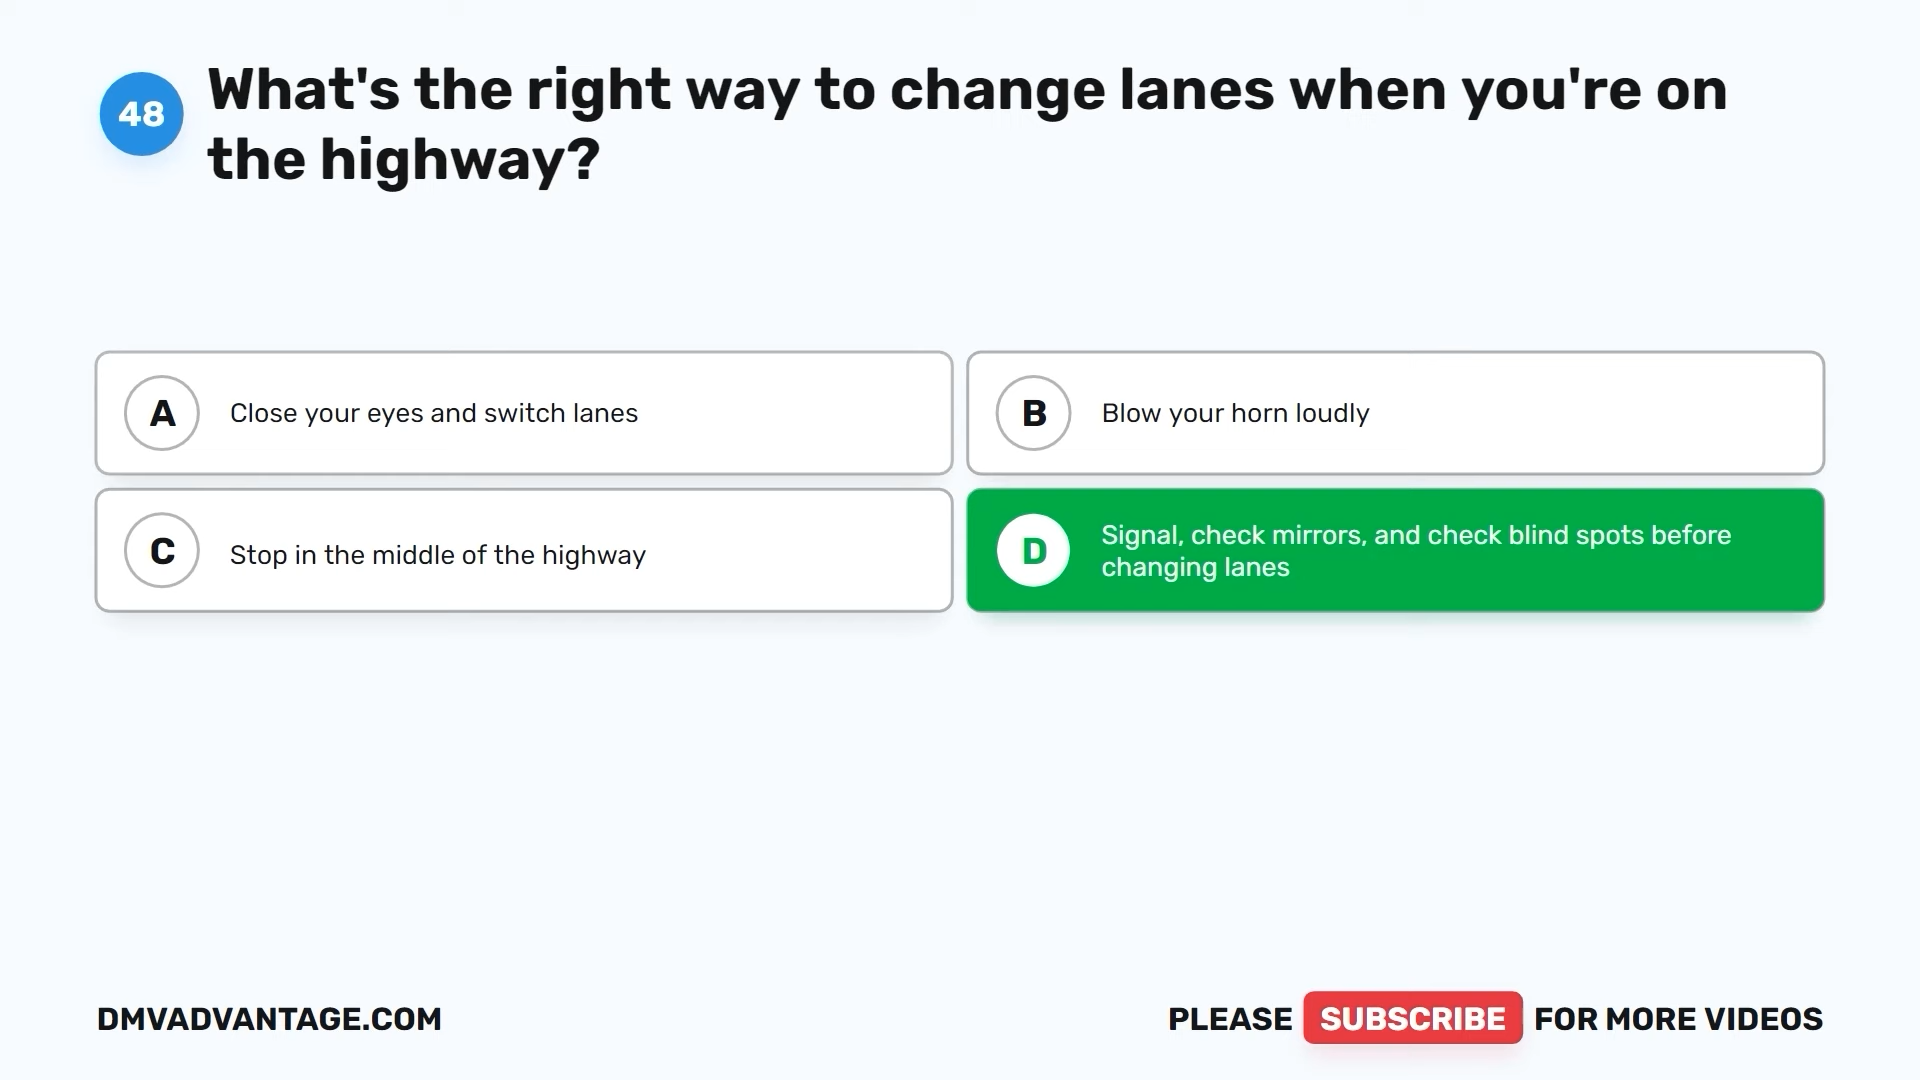 48
What's the right way to change lanes when you're on
the highway?
A
Close your eyes and switch lanes
B
Blow your horn loudly
C
Stop in the middle of the highway
D
Signal, check mirrors, and check blind spots before
changing lanes
DMVADVANTAGE.COM
PLEASE SUBSCRIBE FOR MORE VIDEOS